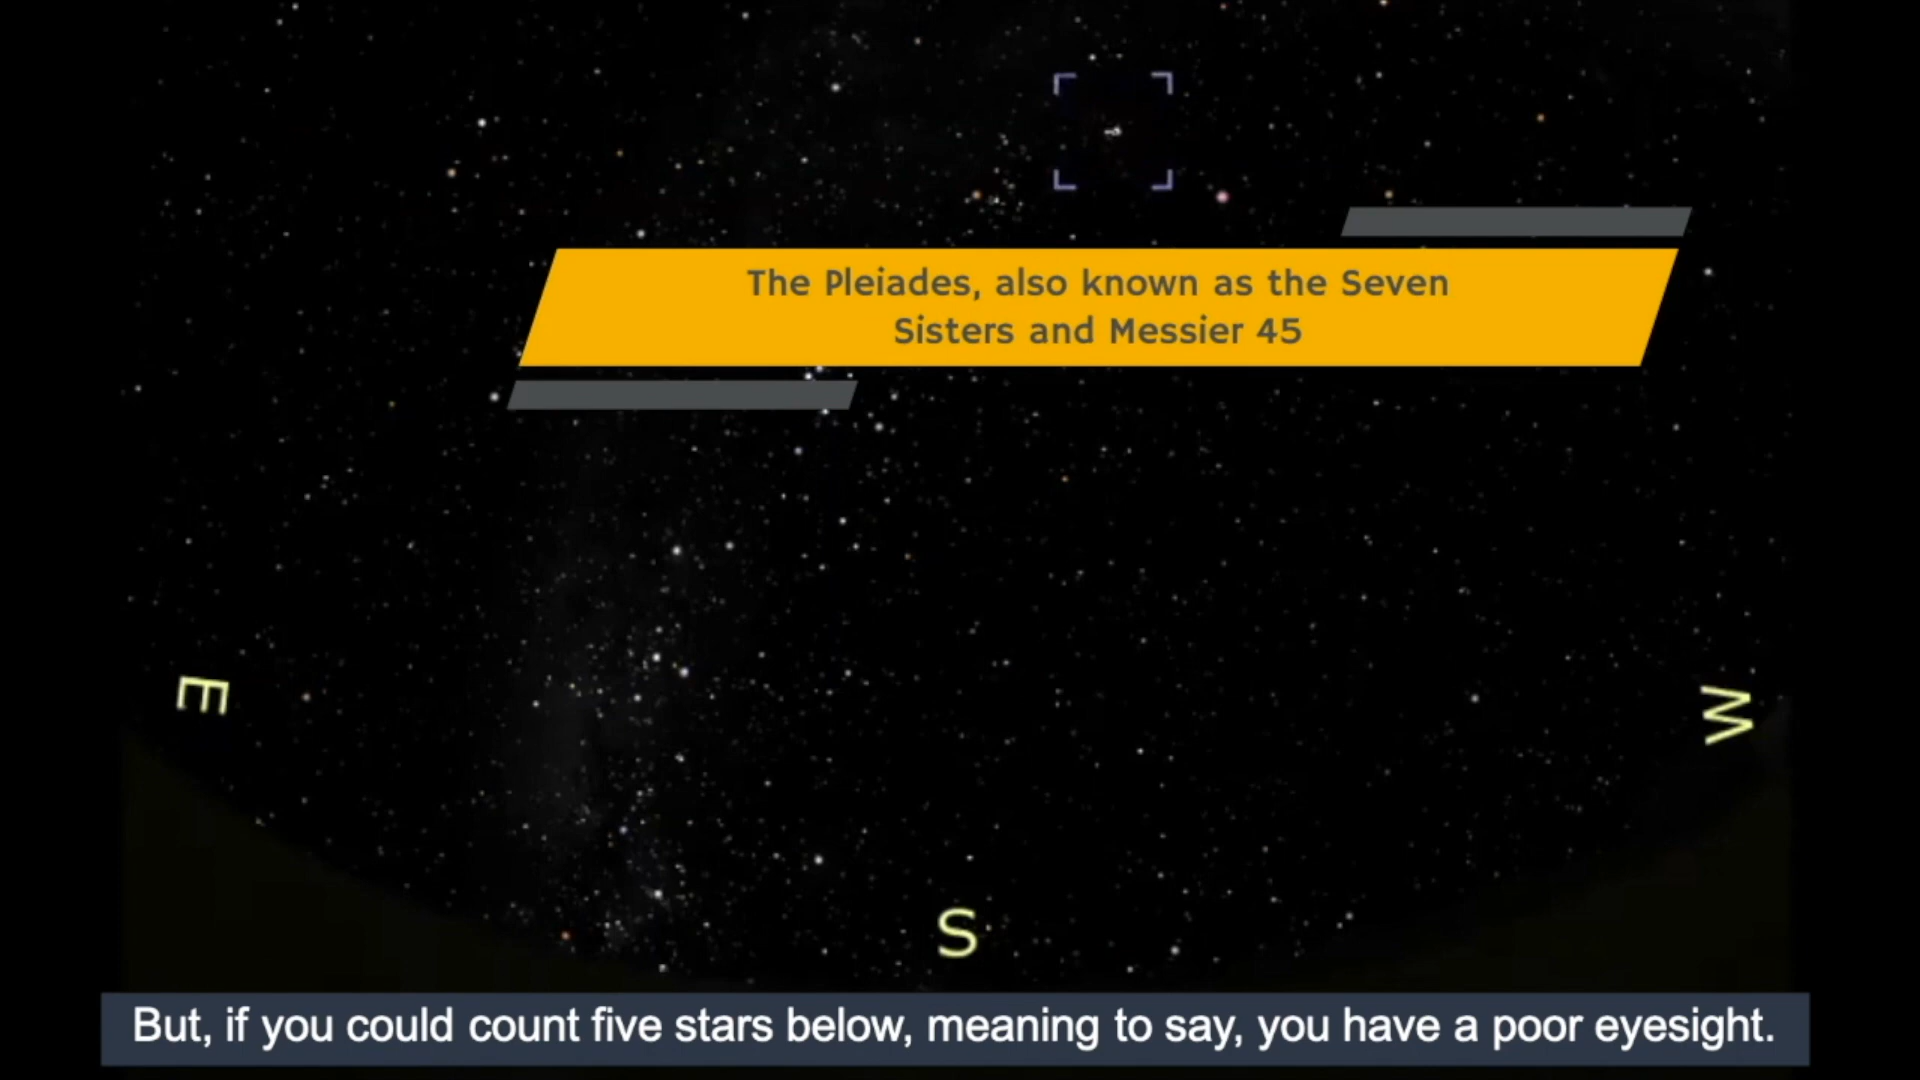 The Pleiades, also known as the Seven
Sisters and Messier 45
E
W
S
But, if you could count five stars below, meaning to say, you have a poor eyesight.